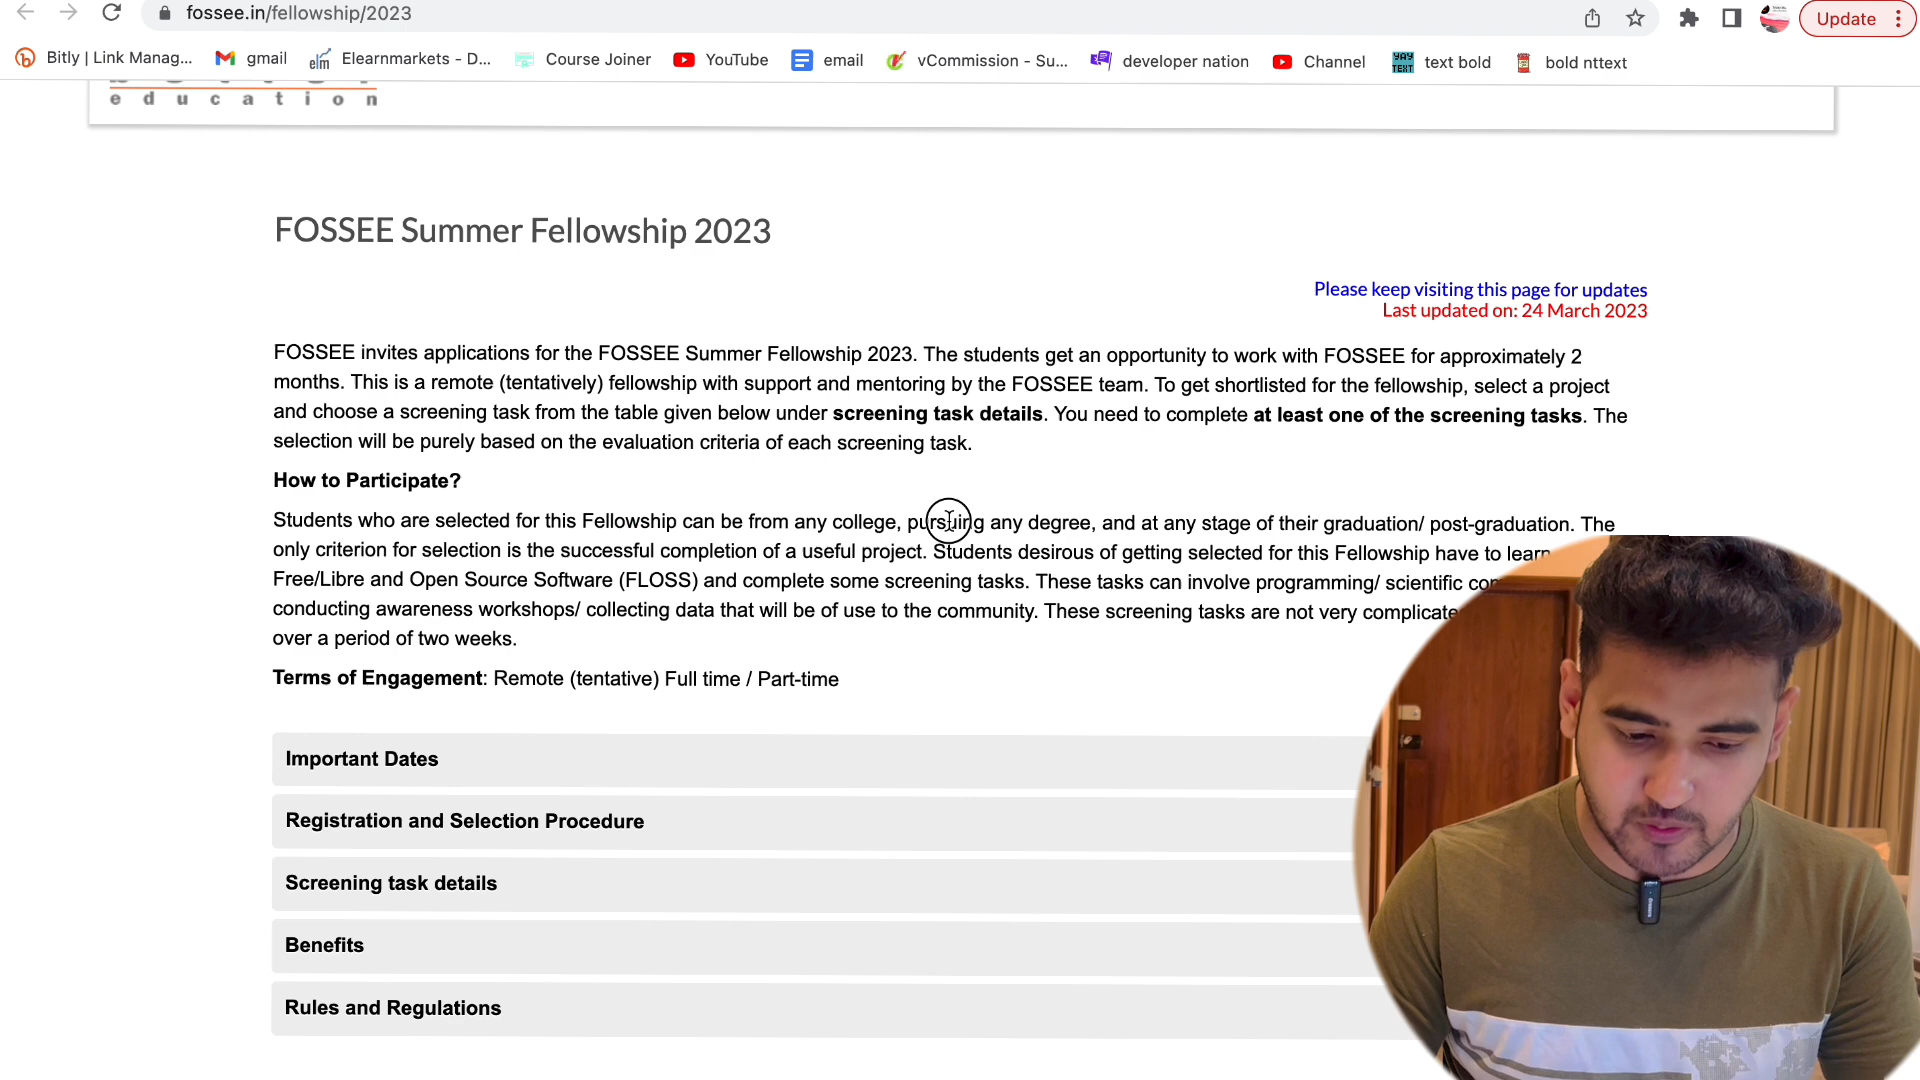 fossee.in/fellowship/2023
Update
Bitly | Link Manag... gmail Elearnmarkets - D... Course Joiner YouTube email vCommission - Su... developer nation Channel YAY TEXT text bold bold nttext
education
FOSSEE Summer Fellowship 2023
Please keep visiting this page for updates
Last updated on: 24 March 2023
FOSSEE invites applications for the FOSSEE Summer Fellowship 2023. The students get an opportunity to work with FOSSEE for approximately 2
months. This is a remote (tentatively) fellowship with support and mentoring by the FOSSEE team. To get shortlisted for the fellowship, select a project
and choose a screening task from the table given below under screening task details. You need to complete at least one of the screening tasks. The
selection will be purely based on the evaluation criteria of each screening task.
How to Participate?
Students who are selected for this Fellowship can be from any college, pursuing any degree, and at any stage of their graduation/ post-graduation. The
only criterion for selection is the successful completion of a useful project. Students desirous of getting selected for this Fellowship have to learn
Free/Libre and Open Source Software (FLOSS) and complete some screening tasks. These tasks can involve programming/ scientific
conducting awareness workshops/ collecting data that will be of use to the community. These screening tasks are not very
over a period of two weeks.
Terms of Engagement: Remote (tentative) Full time / Part-time
Important Dates
Registration and Selection Procedure
Screening task details
Benefits
Rules and Regulations